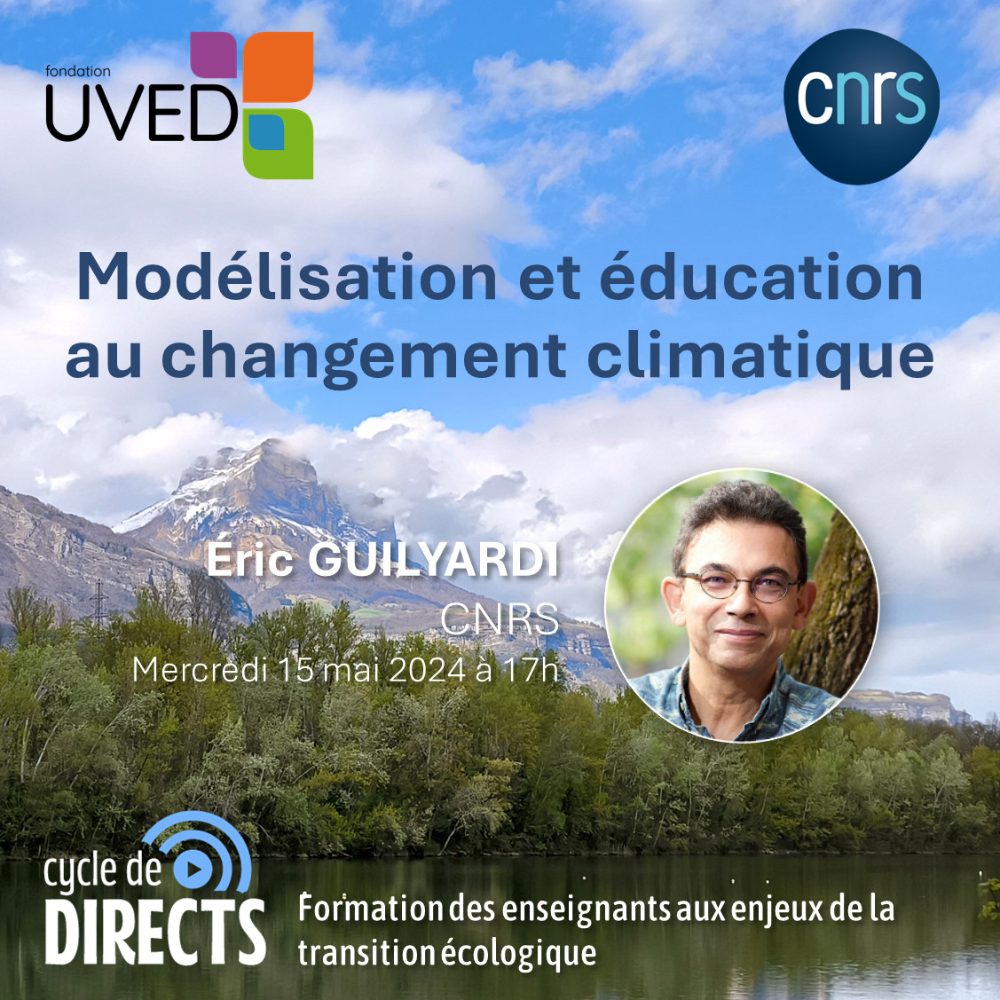 fondation
UVED
cnrs
Modélisation et éducation
au changement climatique
Éric GUILYARDI
CNRS
Mercredi 15 mai 2024 à 17h
cycle de
DIRECTS
Formation des enseignants aux enjeux de la
transition écologique